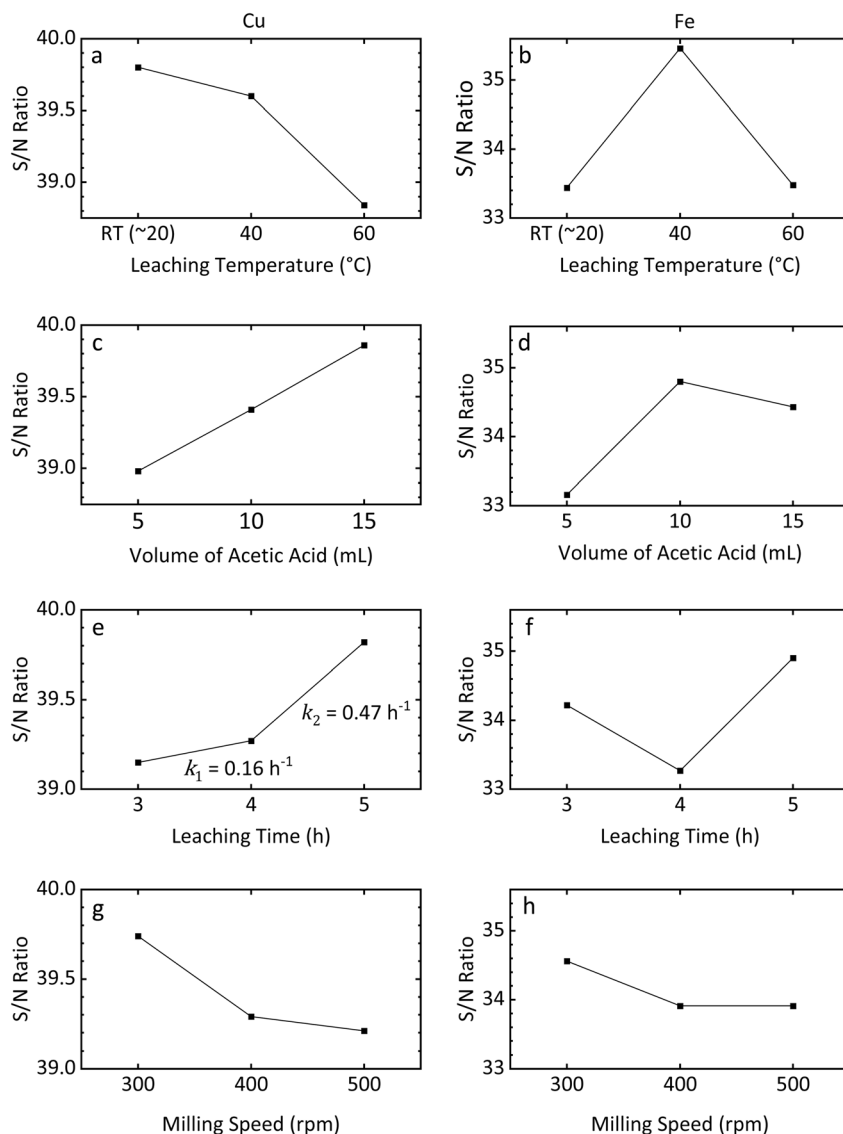 Cu
Fe
a
40.0
39.5
39.0
S/N Ratio
RT (~20) 40 60
Leaching Temperature (°C)
b
35
34
33
S/N Ratio
RT (~20) 40 60
Leaching Temperature (°C)
c
40.0
39.5
39.0
S/N Ratio
5 10 15
Volume of Acetic Acid (mL)
d
35
34
33
S/N Ratio
5 10 15
Volume of Acetic Acid (mL)
e
40.0
39.5
39.0
S/N Ratio
k₂ = 0.47 h⁻¹
k₁ = 0.16 h⁻¹
3 4 5
Leaching Time (h)
f
35
34
33
S/N Ratio
3 4 5
Leaching Time (h)
g
40.0
39.5
39.0
S/N Ratio
300 400 500
Milling Speed (rpm)
h
35
34
33
S/N Ratio
300 400 500
Milling Speed (rpm)